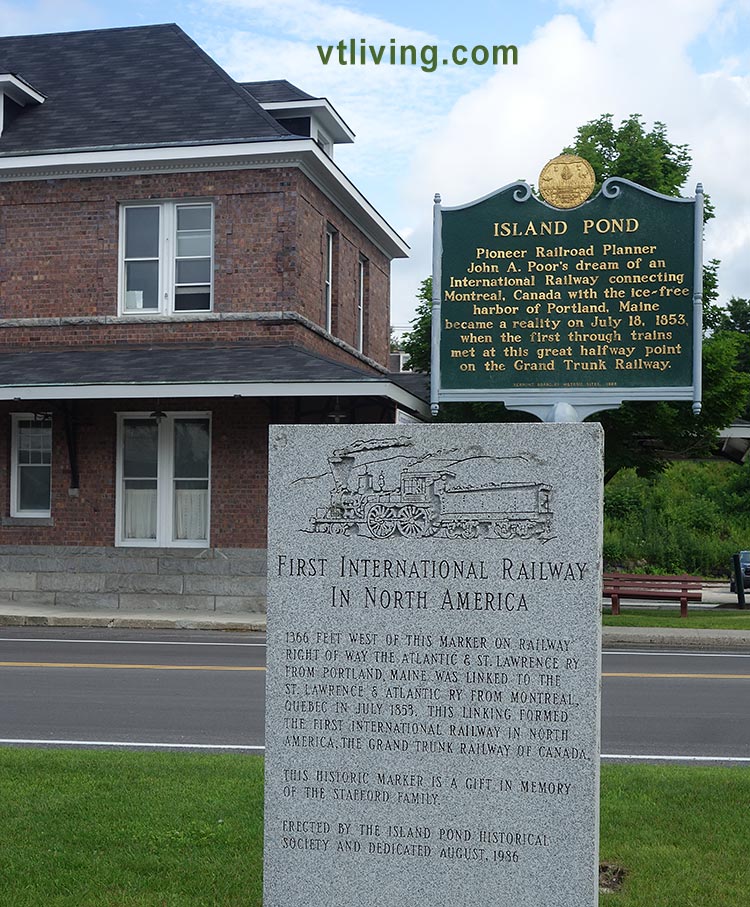 vtliving.com
ISLAND POND
Pioneer Railroad Planner
John A. Poor's dream of an
International Railway connecting
Montreal, Canada with the ice-free
harbor of Portland, Maine
became a reality on July 18, 1853,
when the first through trains
met at this great halfway point
on the Grand Trunk Railway.
FIRST INTERNATIONAL RAILWAY
IN NORTH AMERICA
1366 FEET WEST OF THIS MARKER ON RAILWAY
RIGHT OF WAY THE ATLANTIC & ST. LAWRENCE RY
FROM PORTLAND, MAINE, WAS LINKED TO THE
ST. LAWRENCE & ATLANTIC RY FROM MONTREAL,
QUEBEC IN JULY 1853. THIS LINKING FORMED
THE FIRST INTERNATIONAL RAILWAY IN NORTH
AMERICA, THE GRAND TRUNK RAILWAY OF CANADA.
THIS HISTORIC MARKER IS A GIFT IN MEMORY
OF THE STAFFORD FAMILY.
ERECTED BY THE ISLAND POND HISTORICAL
SOCIETY AND DEDICATED AUGUST, 1986